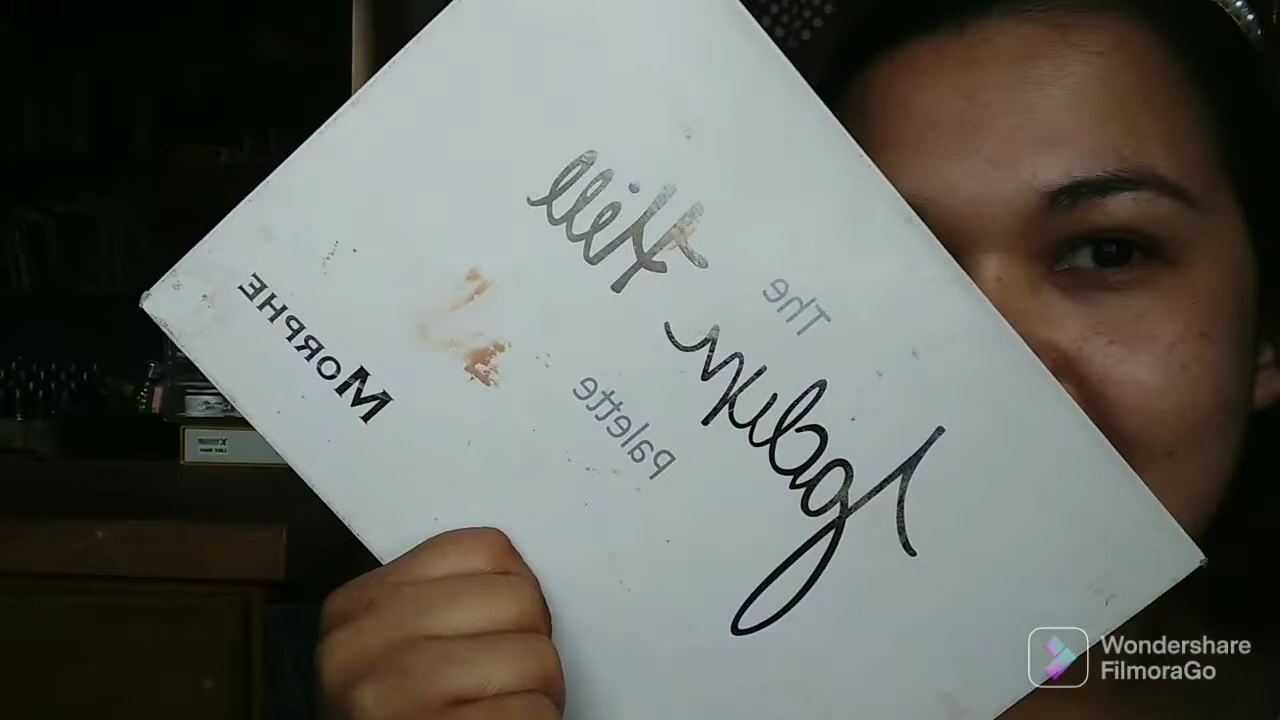 The
Jaclyn Hill
Palette
MORPHE
Wondershare
FilmoraGo